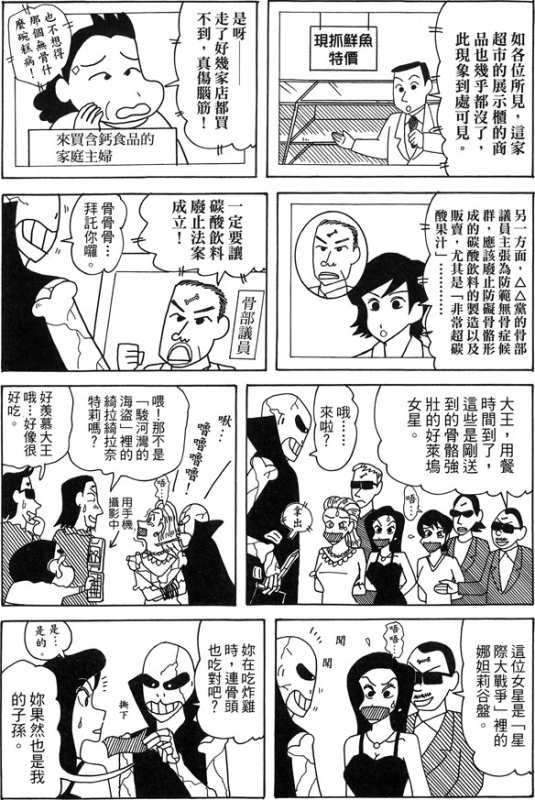 如各位所見，這家
超市的展示櫃的商
品也幾乎都沒了，
此現象到處可見。
現抓鮮魚
特價
是呀——
走了好幾家店都買
不到，真傷腦筋！
也不想得
那個無骨什
麼碗糕病！
來買含鈣食品的
家庭主婦
另一方面，△△黨的骨部
議員主張為防範無骨症候
群，應該廢止防礙骨骼形
成的碳酸飲料的製造以及
販賣，尤其是「非常超碳
酸果汁」…………
一定要讓
碳酸飲料
廢止法案
成立！
骨部議員
骨骨骨，
拜託你囉。
大王，用餐
時間到了，
這些是剛送
到的骨骼強
壯的好萊塢
女星。
哦……
來啦？
拿出
唔…
啾…
嚕嚕嚕嚕！
唔…
喂！那不是
「駿河灣的
海盜」裡的
綺拉綺拉奈
特莉嗎？
用手機
攝影中
好羨慕大王
哦…好像很
好吃。
這位女星是「星
際大戰爭」裡的
娜妲莉谷盤。
唔唔…
聞
聞
妳在吃炸雞
時，連骨頭
也吃對吧？
撕下
是…
是的。
妳果然也是我
的子孫。